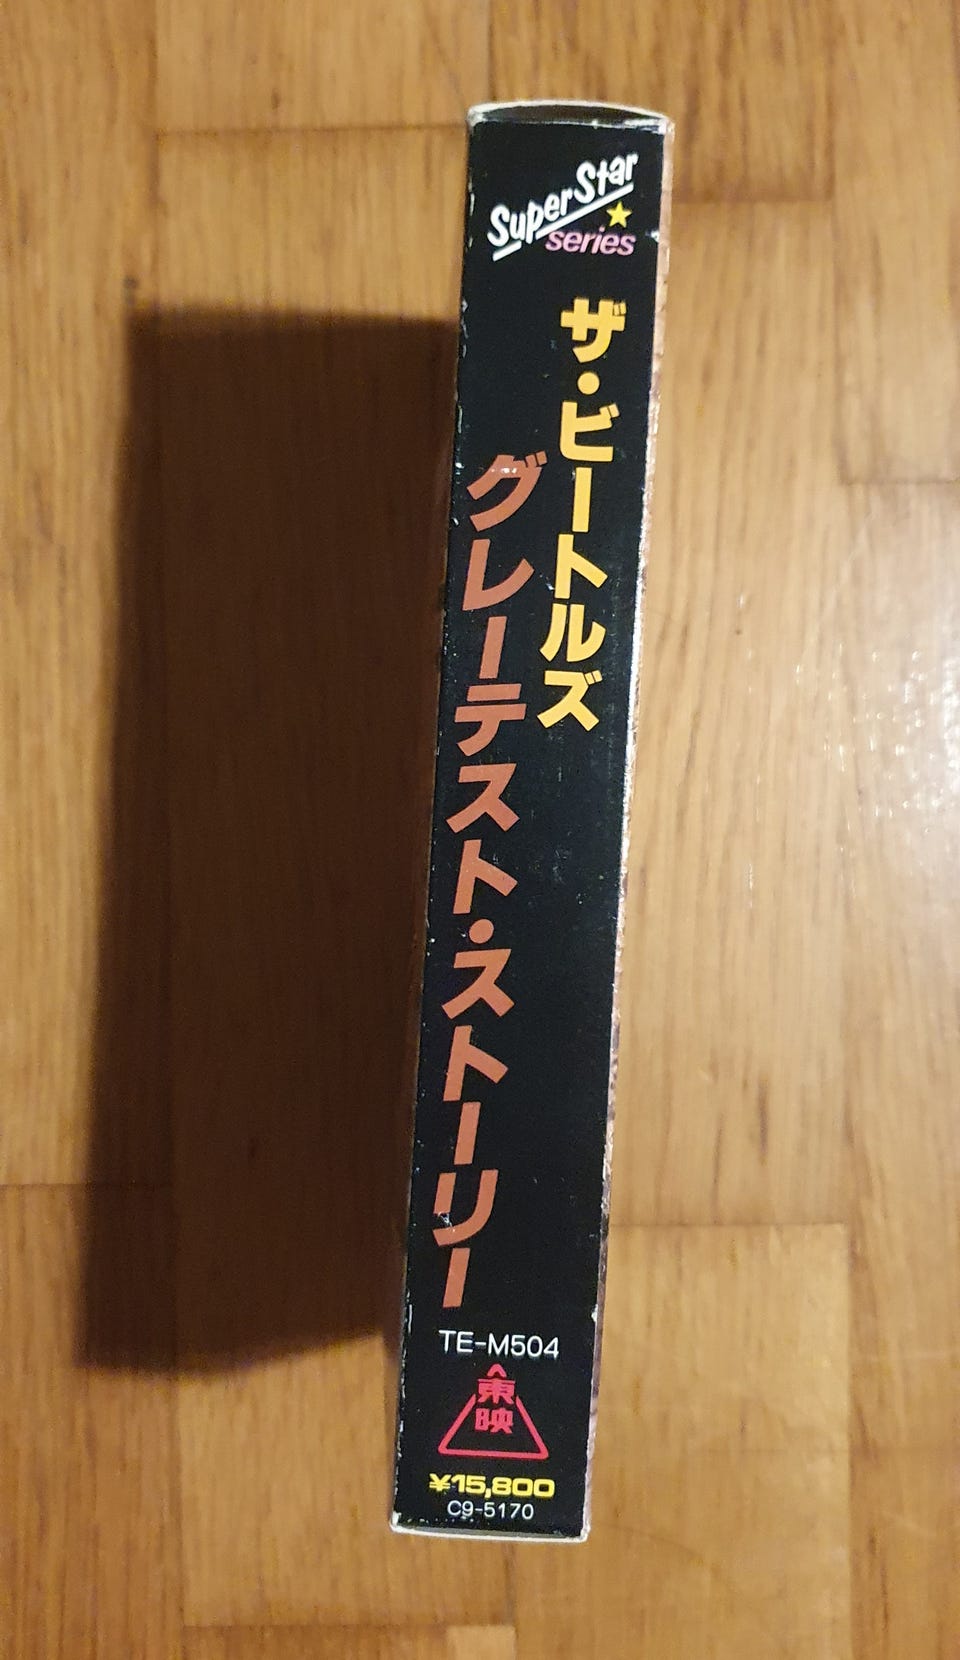 Super Star
series
ザ・ビートルズ
グレーテスト・ストーリー
TE-M504
東映
¥15,800
C9-5170